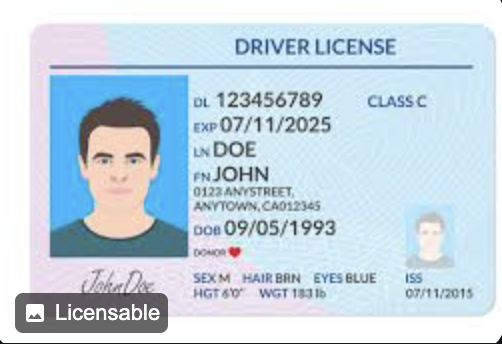 DRIVER LICENSE
DL 123456789 CLASS C
EXP 07/11/2025
LN DOE
FN JOHN
0123 ANYSTREET,
ANYTOWN, CA012345
DOB 09/05/1993
DONOR
SEX M HAIR BRN EYES BLUE ISS
HGT 6'0" WGT 183 lb 07/11/2015
John Doe
Licensable